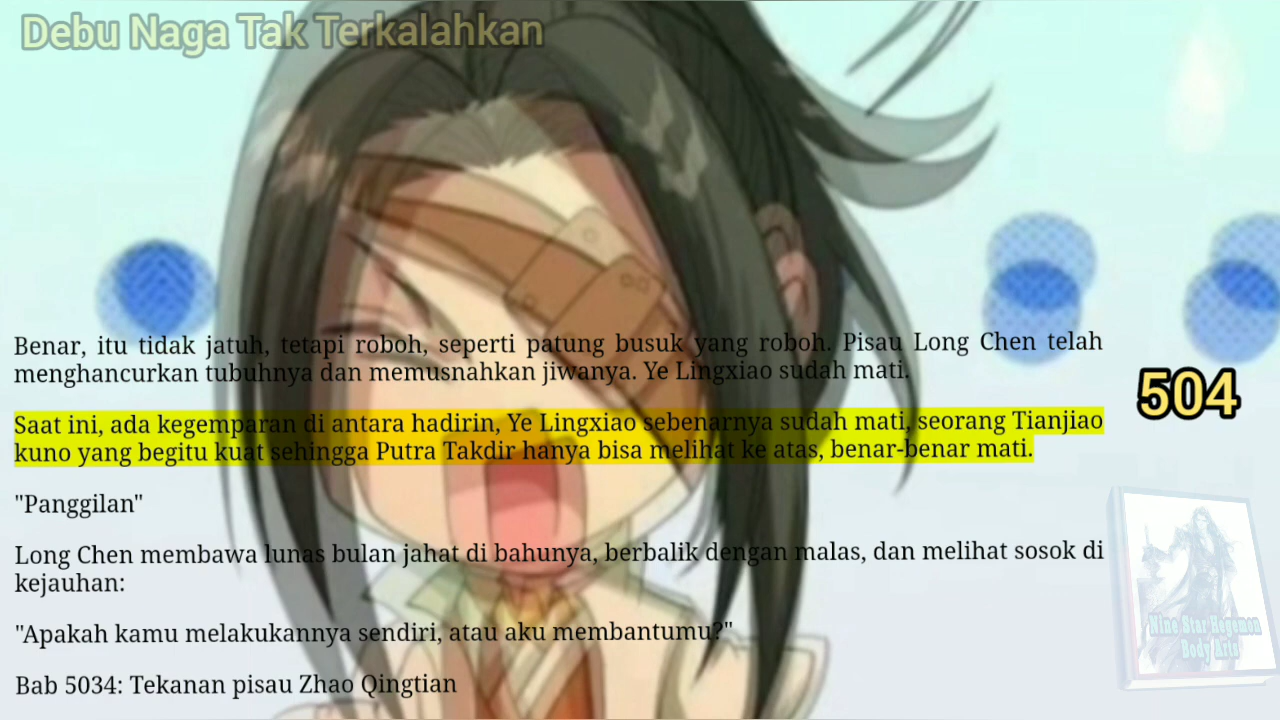 Debu Naga Tak Terkalahkan
Benar, itu tidak jatuh, tetapi roboh, seperti patung busuk yang roboh. Pisau Long Chen telah
menghancurkan tubuhnya dan memusnahkan jiwanya. Ye Lingxiao sudah mati.
504
Saat ini, ada kegemparan di antara hadirin, Ye Lingxiao sebenarnya sudah mati, seorang Tianjiao
kuno yang begitu kuat sehingga Putra Takdir hanya bisa melihat ke atas, benar-benar mati.
"Panggilan"
Long Chen membawa lunas bulan jahat di bahunya, berbalik dengan malas, dan melihat sosok di
kejauhan:
"Apakah kamu melakukannya sendiri, atau aku membantumu?"
Nine Star Hegemon
Body Arts
Bab 5034: Tekanan pisau Zhao Qingtian